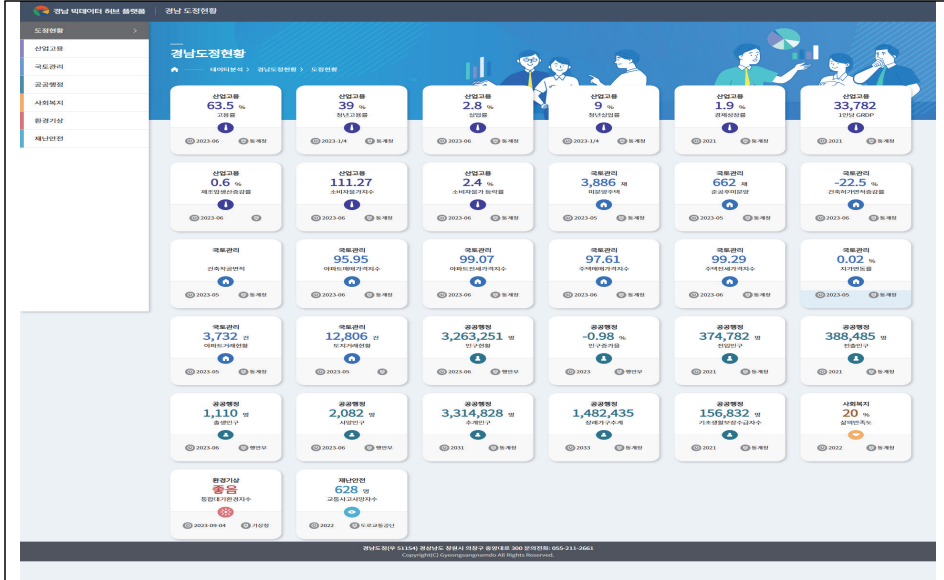 경남 빅데이터 허브 플랫폼 경남 도정현황
도정현황 >
산업고용
국토관리
공공행정
사회복지
환경기상
재난안전
경남도정현황
데이터분석 > 경남도정현황 > 도정현황
산업고용
63.5 %
고용률
2023-06 통계청
산업고용
39 %
청년고용률
2023-1/4 통계청
산업고용
2.8 %
실업률
2023-06 통계청
산업고용
9 %
청년실업률
2023-1/4 통계청
산업고용
1.9 %
경제성장률
2021 통계청
산업고용
33,782
1인당 GRDP
2021 통계청
산업고용
0.6 %
제조업생산증감률
2023-06
산업고용
111.27
소비자물가지수
2023-06 통계청
산업고용
2.4 %
소비자물가 등락률
2023-06 통계청
국토관리
3,886 채
미분양주택
2023-05 통계청
국토관리
662 채
준공후미분양
2023-05 통계청
국토관리
-22.5 %
건축허가면적증감률
2023-06 통계청
국토관리
건축착공면적
2023-05 통계청
국토관리
95.95
아파트매매가격지수
2023-06 통계청
국토관리
99.07
아파트전세가격지수
2023-06 통계청
국토관리
97.61
주택매매가격지수
2023-06 통계청
국토관리
99.29
주택전세가격지수
2023-06 통계청
국토관리
0.02 %
지가변동률
2023-05 통계청
국토관리
3,732 건
아파트거래현황
2023-05 통계청
국토관리
12,806 건
토지거래현황
2023-05
공공행정
3,263,251 명
인구현황
2023-06 행안부
공공행정
-0.98 %
인구증가율
2023 행안부
공공행정
374,782 명
전입인구
2021 통계청
공공행정
388,485 명
전출인구
2021 통계청
공공행정
1,110 명
출생인구
2023-06 행안부
공공행정
2,082 명
사망인구
2023-06 행안부
공공행정
3,314,828 명
추계인구
2031 통계청
공공행정
1,482,435
장래가구추계
2033 통계청
공공행정
156,832 명
기초생활보장수급자수
2021 통계청
사회복지
20 %
삶의만족도
2022 통계청
환경기상
좋음
통합대기환경지수
2023-09-04 기상청
재난안전
628 명
교통사고사망자수
2022 도로교통공단
경남도청(우 51154) 경상남도 창원시 의창구 중앙대로 300 문의전화: 055-211-2661
Copyright(C) Gyeongsangnamdo All Rights Reserved.